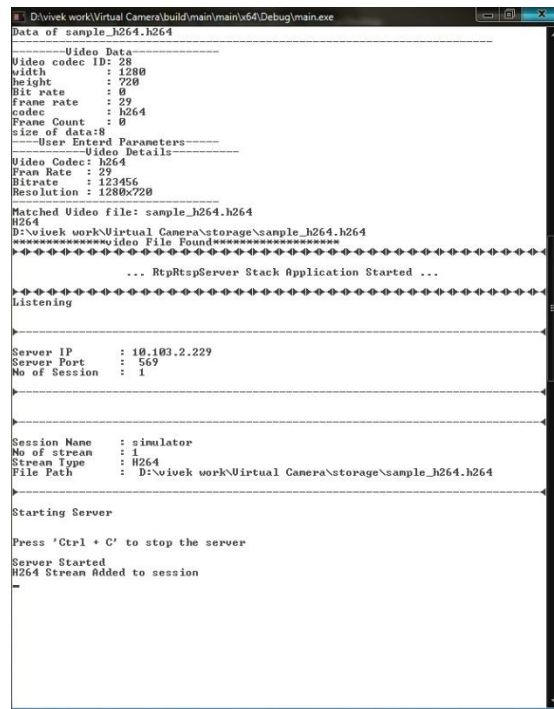 D:\vivek work\Virtual Camera\build\main\main\x64\Debug\main.exe
Data of sample_h264.h264
---------Video Data---------
Video codec ID: 28
width : 1280
height : 720
Bit rate : 0
frame rate : 29
codec : h264
Frame Count : 0
size of data:8
----User Enterd Parameters-----
-----------Video Details----------
Video Codec: h264
Fram Rate : 29
Bitrate : 123456
Resolution : 1280x720
Matched Video file: sample_h264.h264
H264
D:\vivek work\Virtual Camera\storage\sample_h264.h264
**************video File Found*******************
... RtpRtspServer Stack Application Started ...
Listening
Server IP : 10.103.2.229
Server Port : 569
No of Session : 1
Session Name : simulator
No of stream : 1
Stream Type : H264
File Path : D:\vivek work\Virtual Camera\storage\sample_h264.h264
Starting Server
Press 'Ctrl + C' to stop the server
Server Started
H264 Stream Added to session